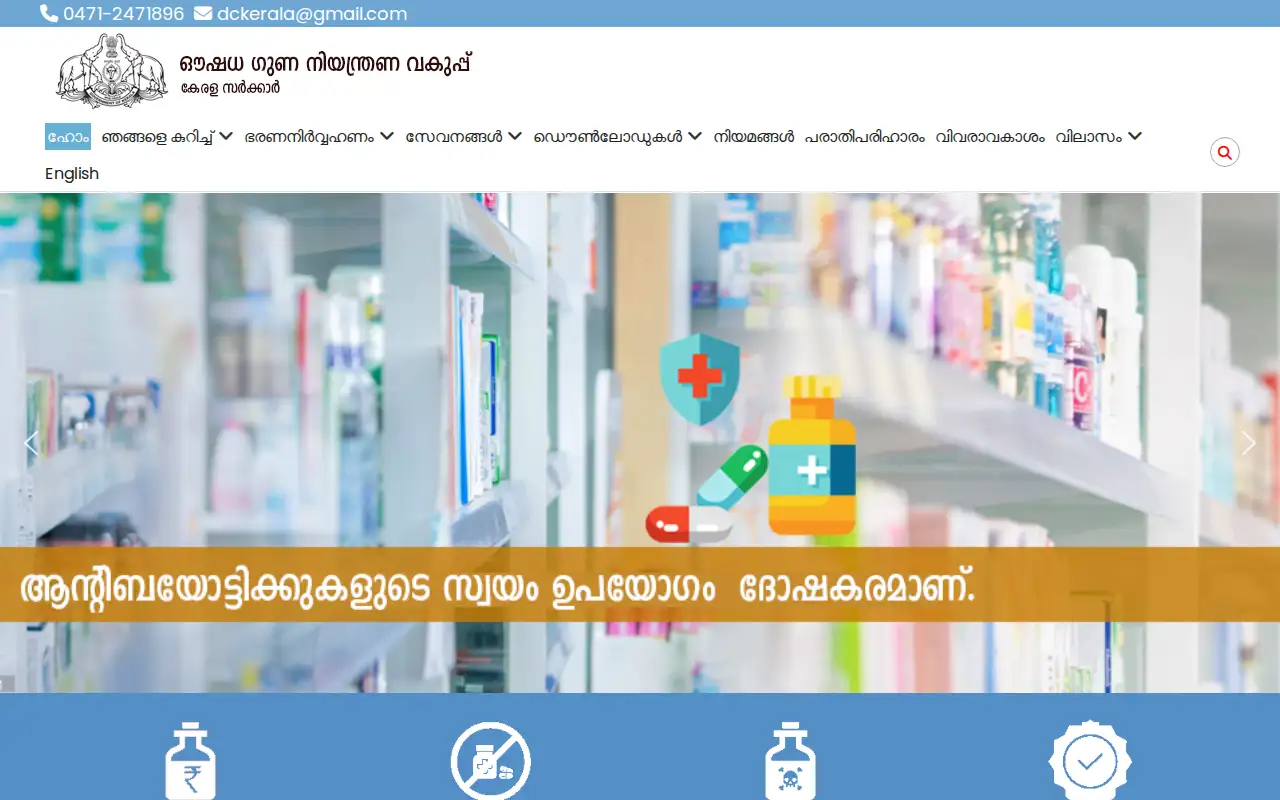 0471-2471896 dckerala@gmail.com
ഔഷധ ഗുണ നിയന്ത്രണ വകുപ്പ്
കേരള സർക്കാർ
ഹോം ഞങ്ങളെ കുറിച്ച് ഭരണനിർവ്വഹണം സേവനങ്ങൾ ഡൌൺലോഡുകൾ നിയമങ്ങൾ പരാതിപരിഹാരം വിവരാവകാശം വിലാസം
English
ആന്റീബയോട്ടിക്കുകളുടെ സ്വയം ഉപയോഗം ദോഷകരമാണ്.